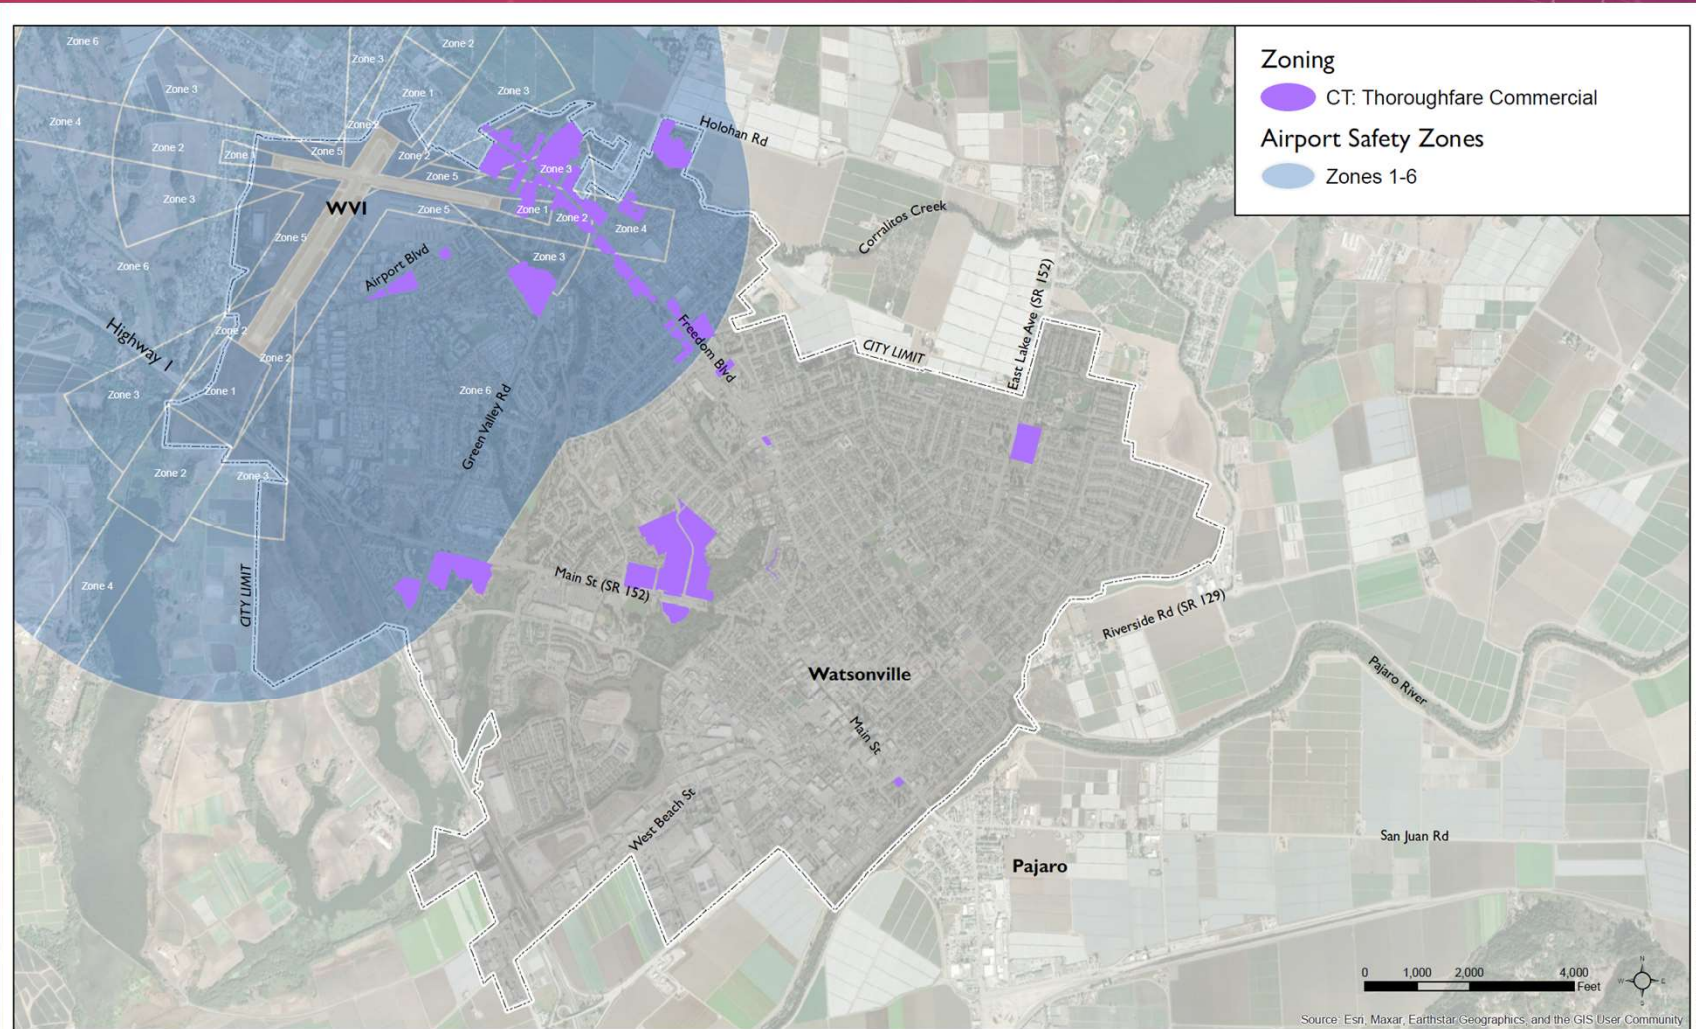 Zoning
CT: Thoroughfare Commercial
Airport Safety Zones
Zones 1-6
Zone 6
Zone 2
Zone 3
Zone 3
Zone 1
Zone 3
Zone 4
Zone 2
Holohan Rd
Zone 2
Zone 1
Zone 5
Zone 2
Zone 3
Zone 5
Zone 3
WVI
Zone 5
Zone 1
Zone 2
Zone 4
Corralitos Creek
Zone 5
Zone 6
Airport Blvd
Zone 3
East Lake Ave (SR 152)
Highway 1
Zone 2
Zone 2
Freedom Blvd
CITY LIMIT
Zone 3
Zone 1
Zone 6
Green Valley Rd
Zone 2
Zone 3
Zone 4
CITY LIMIT
Main St (SR 152)
Riverside Rd (SR 129)
Watsonville
Pajaro River
Main St
West Beach St
San Juan Rd
Pajaro
0 1,000 2,000 4,000
Feet
N
W E
S
Source: Esri, Maxar, Earthstar Geographics, and the GIS User Community